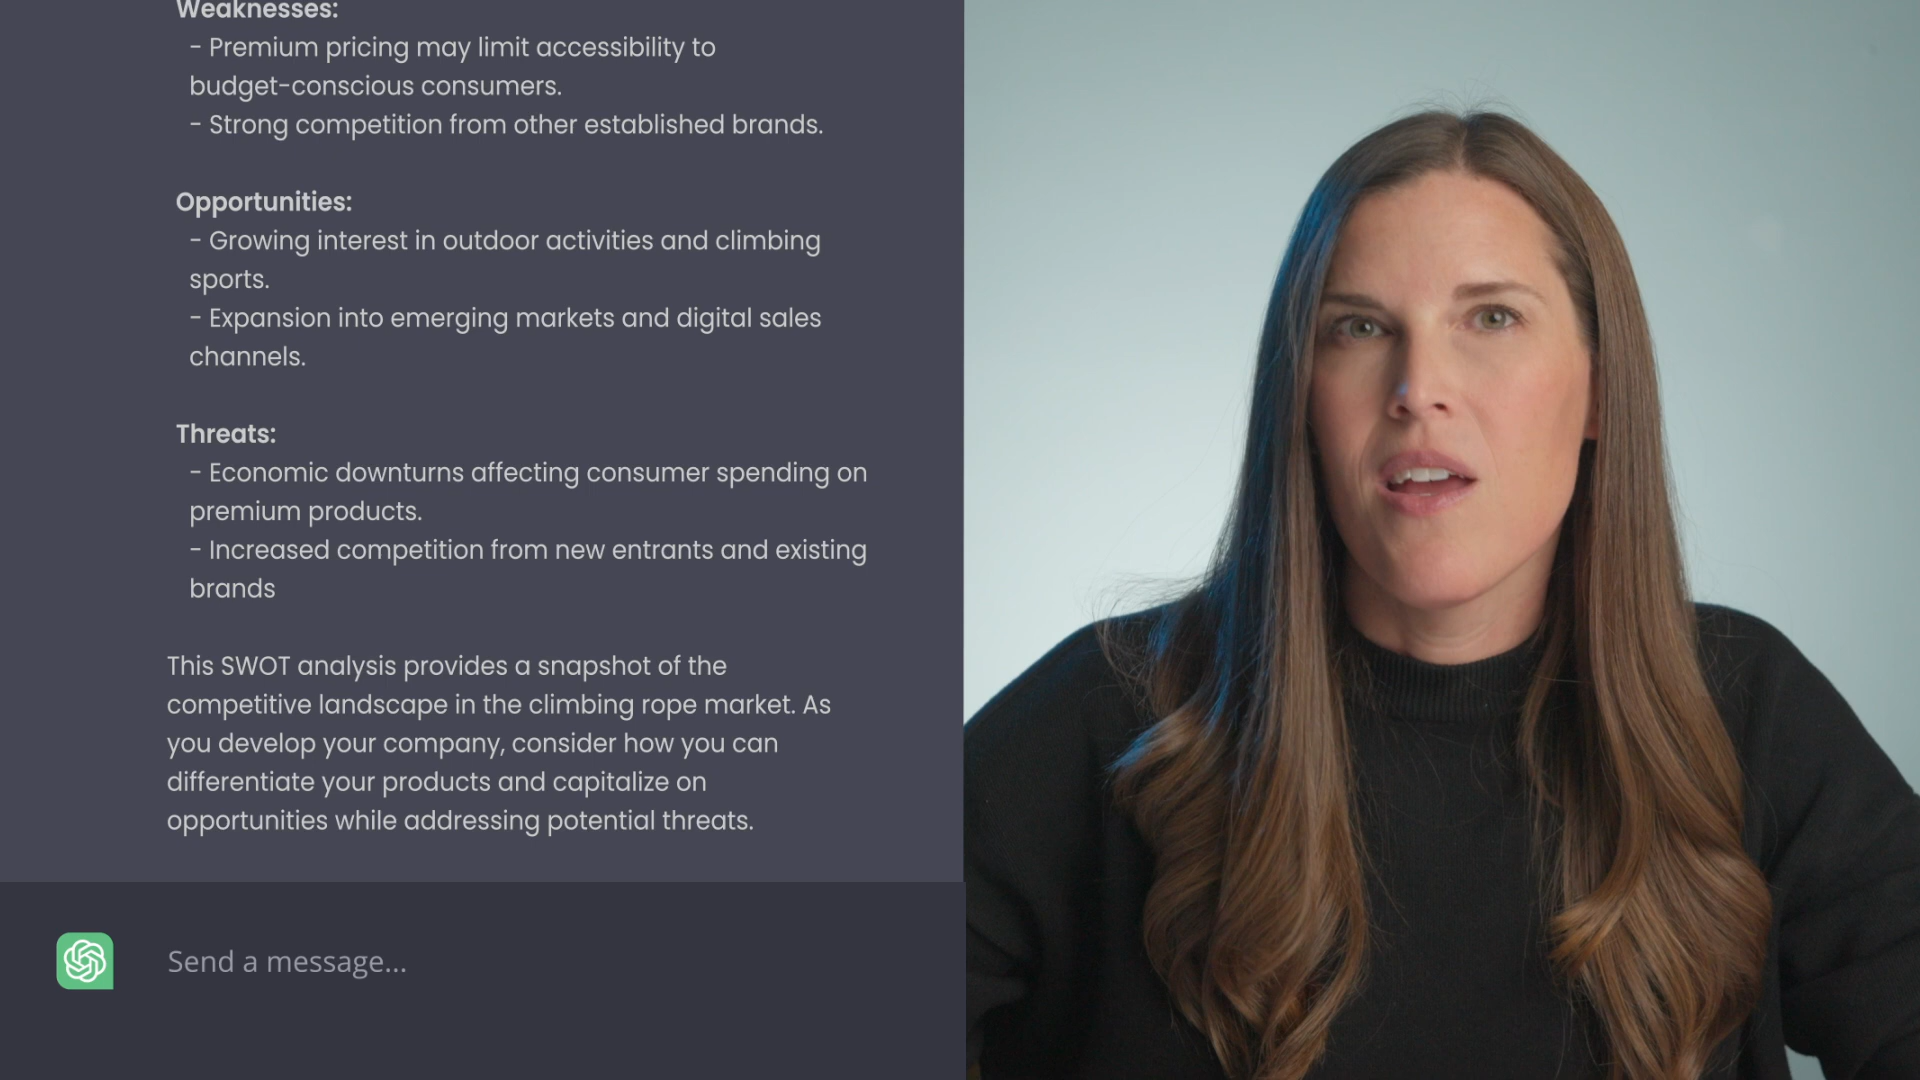 Weaknesses:
- Premium pricing may limit accessibility to
budget-conscious consumers.
- Strong competition from other established brands.
Opportunities:
- Growing interest in outdoor activities and climbing
sports.
- Expansion into emerging markets and digital sales
channels.
Threats:
- Economic downturns affecting consumer spending on
premium products.
- Increased competition from new entrants and existing
brands
This SWOT analysis provides a snapshot of the
competitive landscape in the climbing rope market. As
you develop your company, consider how you can
differentiate your products and capitalize on
opportunities while addressing potential threats.
Send a message...